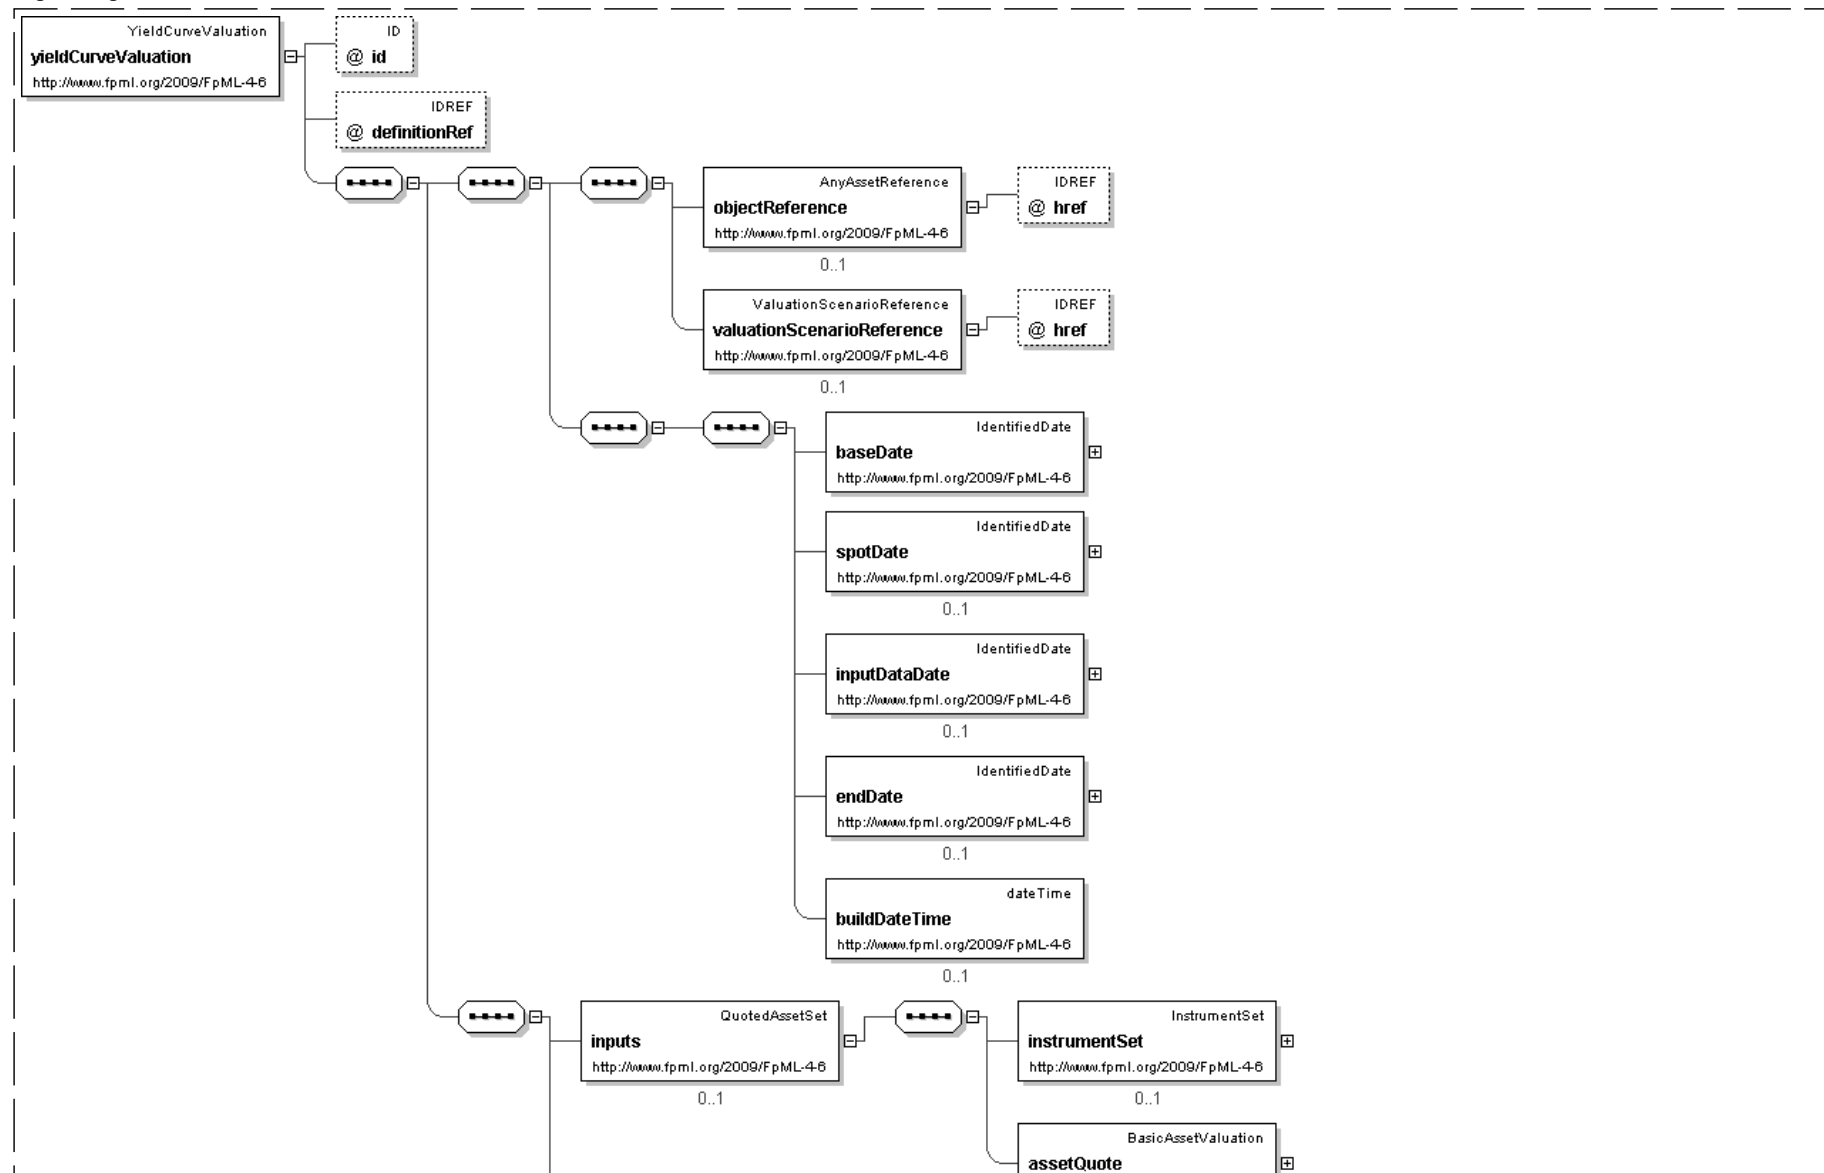 YieldCurveValuation
yieldCurveValuation
http://www.fpml.org/2009/FpML-4-6
ID
@ id
IDREF
@ definitionRef
AnyAssetReference
objectReference
http://www.fpml.org/2009/FpML-4-6
0..1
IDREF
@ href
ValuationScenarioReference
valuationScenarioReference
http://www.fpml.org/2009/FpML-4-6
0..1
IDREF
@ href
IdentifiedDate
baseDate
http://www.fpml.org/2009/FpML-4-6
IdentifiedDate
spotDate
http://www.fpml.org/2009/FpML-4-6
0..1
IdentifiedDate
inputDataDate
http://www.fpml.org/2009/FpML-4-6
0..1
IdentifiedDate
endDate
http://www.fpml.org/2009/FpML-4-6
0..1
dateTime
buildDateTime
http://www.fpml.org/2009/FpML-4-6
0..1
QuotedAssetSet
inputs
http://www.fpml.org/2009/FpML-4-6
0..1
InstrumentSet
instrumentSet
http://www.fpml.org/2009/FpML-4-6
0..1
BasicAssetValuation
assetQuote